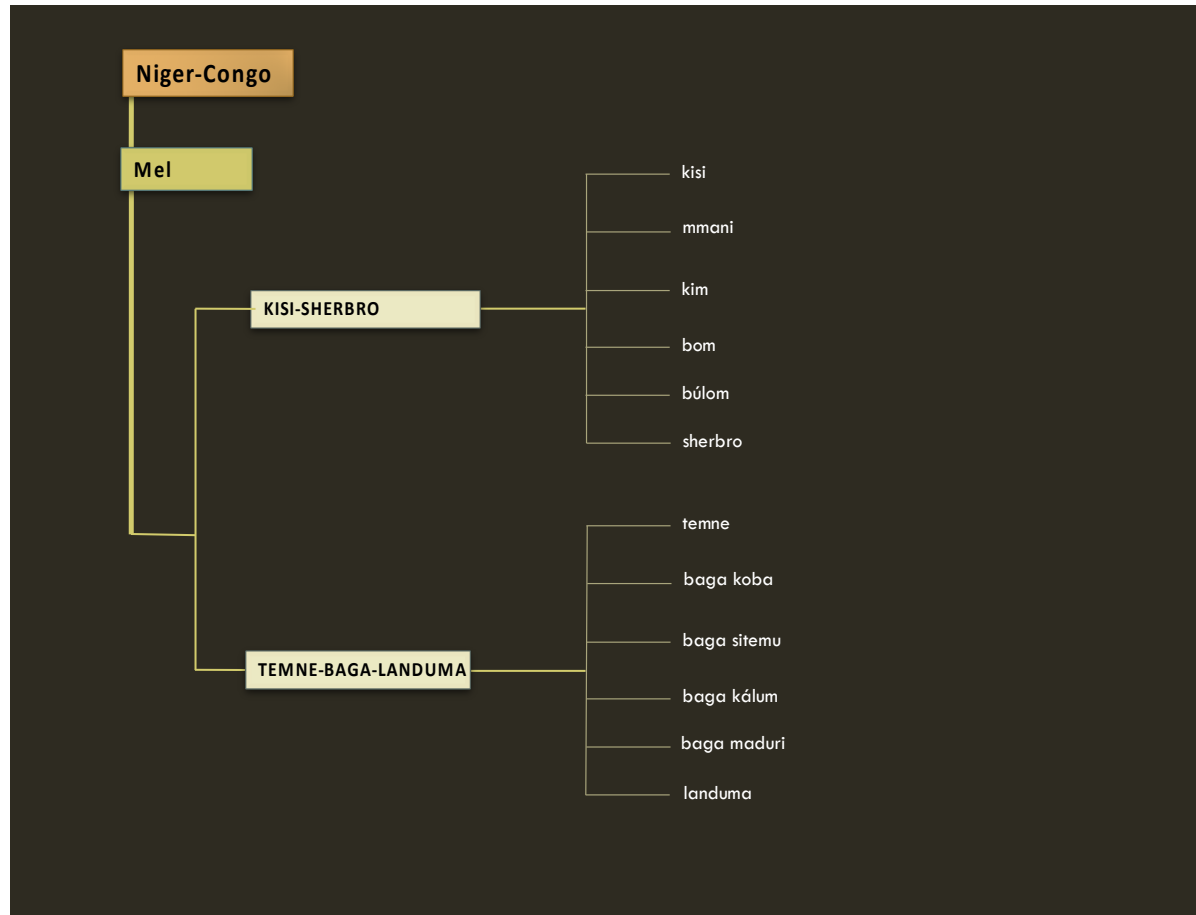 Niger-Congo
Mel
KISI-SHERBRO
kisi
mmani
kim
bom
búlom
sherbro
TEMNE-BAGA-LANDUMA
temne
baga koba
baga sitemu
baga kálum
baga maduri
landuma